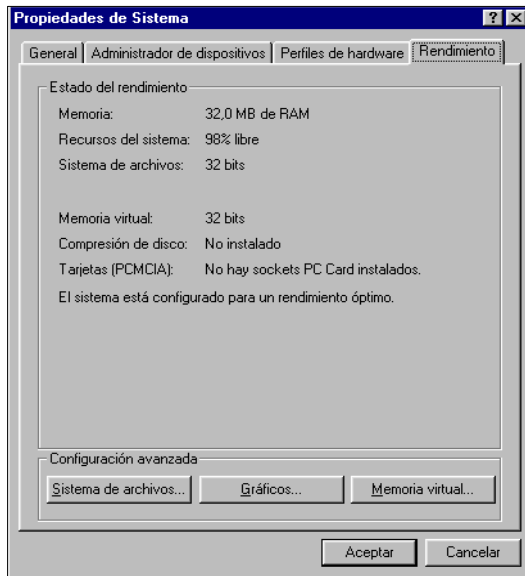 Propiedades de Sistema
General Administrador de dispositivos Perfiles de hardware Rendimiento
Estado del rendimiento
Memoria: 32,0 MB de RAM
Recursos del sistema: 98% libre
Sistema de archivos: 32 bits
Memoria virtual: 32 bits
Compresión de disco: No instalado
Tarjetas (PCMCIA): No hay sockets PC Card instalados.
El sistema está configurado para un rendimiento óptimo.
Configuración avanzada
Sistema de archivos... Gráficos... Memoria virtual...
Aceptar Cancelar